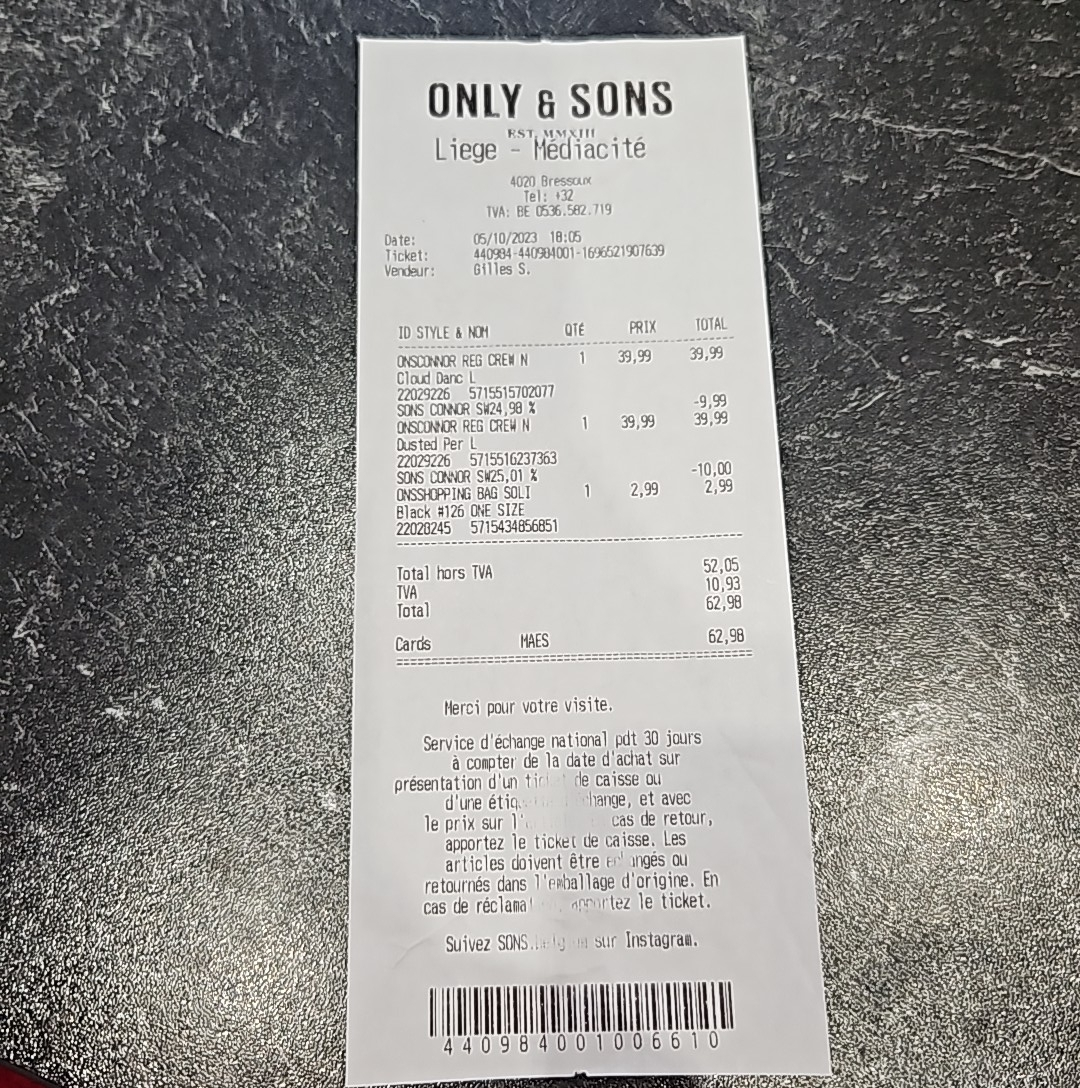 ONLY & SONS
EST. MMXIII
Liege - Médiacité
4020 Bressoux
Tel: +32
TVA: BE 0536.582.719
Date: 05/10/2023 18:05
Ticket: 440984-440984001-1696521907639
Vendeur: Gilles S.
ID STYLE & NOM QTÉ PRIX TOTAL
ONSCONNOR REG CREW N 1 39,99 39,99
Cloud Danc L
22029226 5715515702077
SONS CONNOR SW24,98 % -9,99
ONSCONNOR REG CREW N 1 39,99 39,99
Dusted Per L
22029226 5715516237363
SONS CONNOR SW25,01 % -10,00
ONSSHOPPING BAG SOLI 1 2,99 2,99
Black #126 ONE SIZE
22028245 5715434856851
Total hors TVA 52,05
TVA 10,93
Total 62,98
Cards MAES 62,98
Merci pour votre visite.
Service d'échange national pdt 30 jours
à compter de la date d'achat sur
présentation d'un ticket de caisse ou
d'une échange, et avec
le prix sur cas de retour,
apportez le ticket de caisse. Les
articles doivent être échangés ou
retournés dans l'emballage d'origine. En
cas de apportez le ticket.
Suivez sur Instagram.
440984001006610